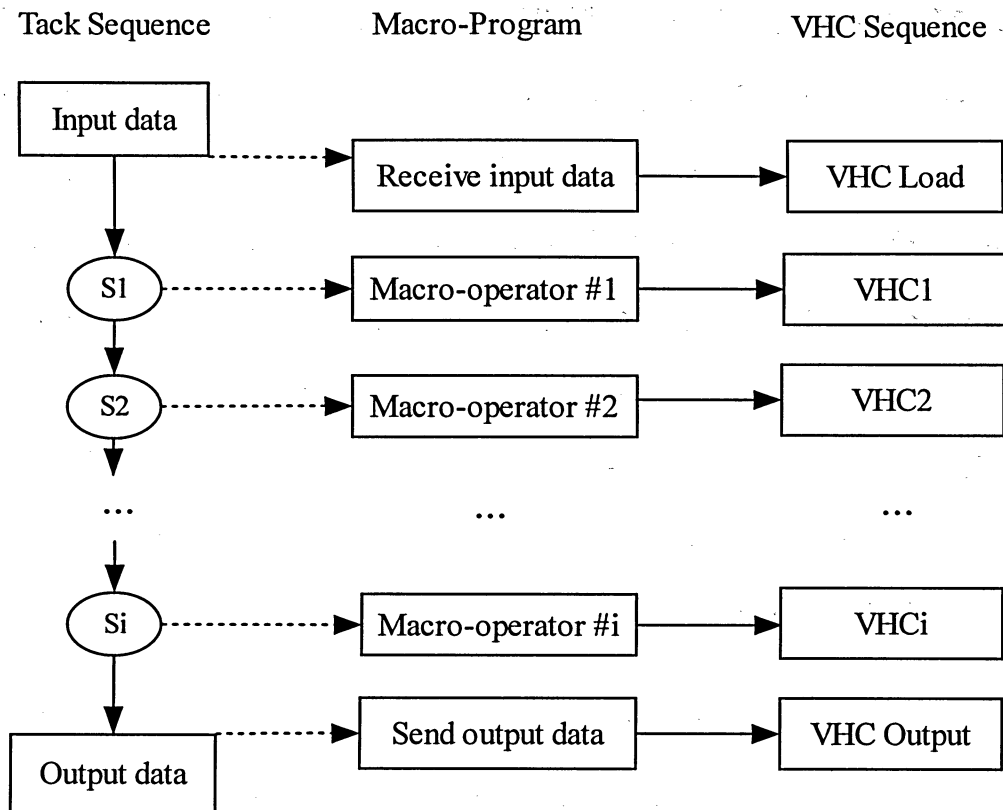 Tack Sequence
Macro-Program
VHC Sequence
Input data
Receive input data
VHC Load
S1
Macro-operator #1
VHC1
S2
Macro-operator #2
VHC2
...
...
...
Si
Macro-operator #i
VHCi
Send output data
VHC Output
Output data